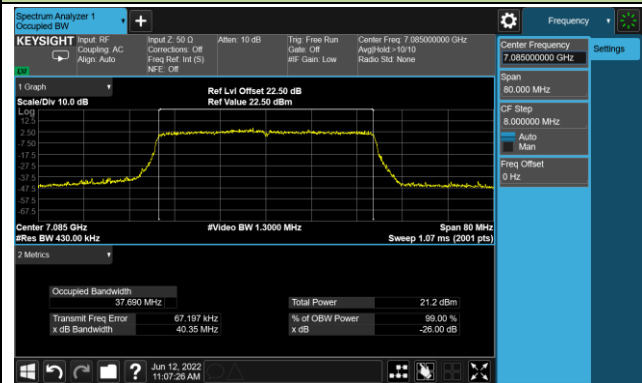 Spectrum Analyzer 1
Occupied BW
Frequency
KEYSIGHT
Input: RF
Coupling: AC
Align: Auto
Input Z: 50 Ω
Corrections: Off
Freq Ref: Int (S)
NFE: Off
Atten: 10 dB
Trig: Free Run
Gate: Off
#IF Gain: Low
Center Freq: 7.085000000 GHz
Avg|Hold:>10/10
Radio Std: None
LXI
Center Frequency
7.085000000 GHz
Settings
Span
80.000 MHz
CF Step
8.000000 MHz
Auto
Man
Freq Offset
0 Hz
1 Graph
Scale/Div 10.0 dB
Ref Lvl Offset 22.50 dB
Ref Value 22.50 dBm
Log
12.5
2.50
-7.50
-17.5
-27.5
-37.5
-47.5
-57.5
-67.5
Center 7.085 GHz
#Video BW 1.3000 MHz
Span 80 MHz
#Res BW 430.00 kHz
Sweep 1.07 ms (2001 pts)
2 Metrics
Occupied Bandwidth
37.690 MHz
Total Power 21.2 dBm
Transmit Freq Error 67.197 kHz
% of OBW Power 99.00 %
x dB Bandwidth 40.35 MHz
x dB -26.00 dB
?
Jun 12, 2022
11:07:26 AM